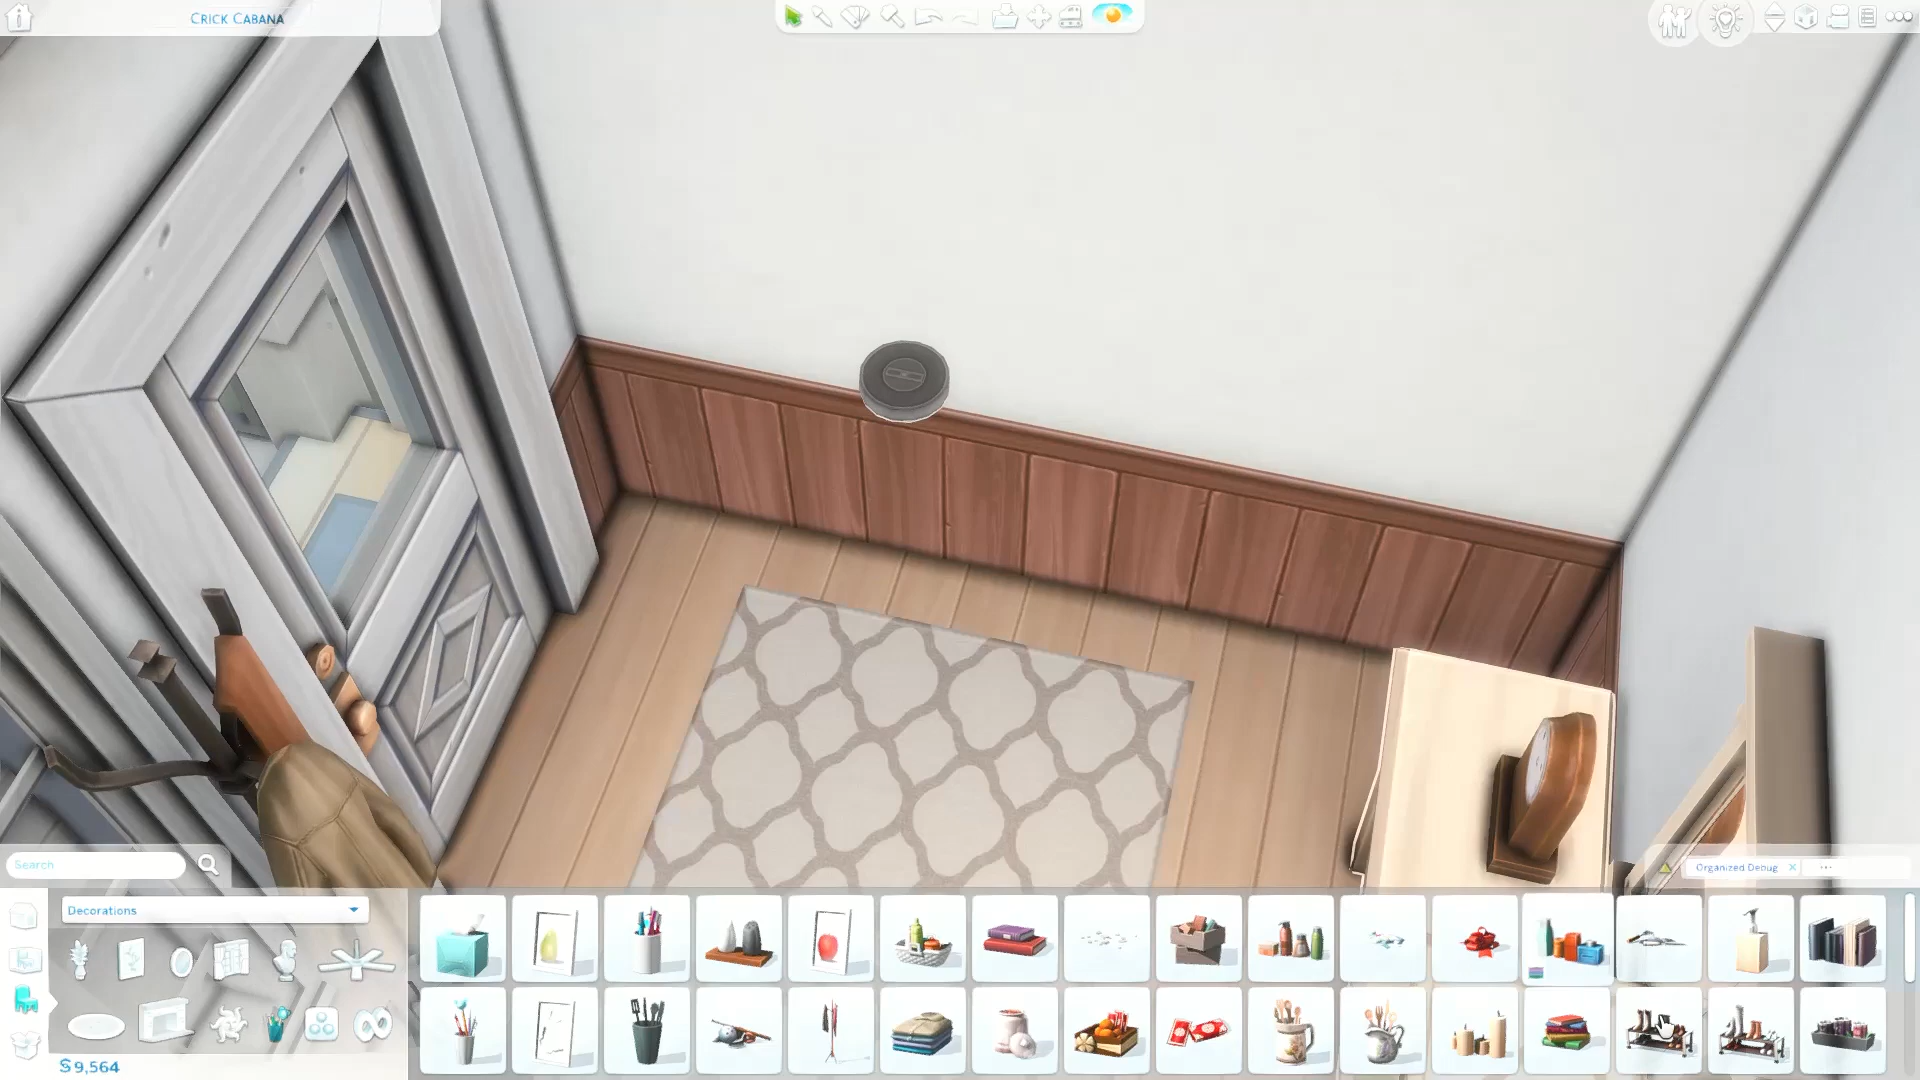 Crick Cabana
Search
Organized Debug
Decorations
§9,564